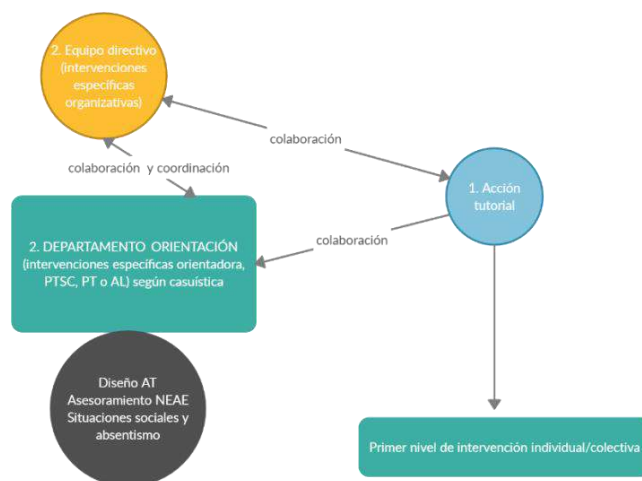 2. Equipo directivo
(intervenciones
específicas
organizativas)
colaboración
colaboración y coordinación
1. Acción
tutorial
2. DEPARTAMENTO ORIENTACIÓN
(intervenciones específicas orientadora,
PTSC, PT o AL) según casuística
colaboración
Diseño AT
Asesoramiento NEAE
Situaciones sociales y
absentismo
Primer nivel de intervención individual/colectiva